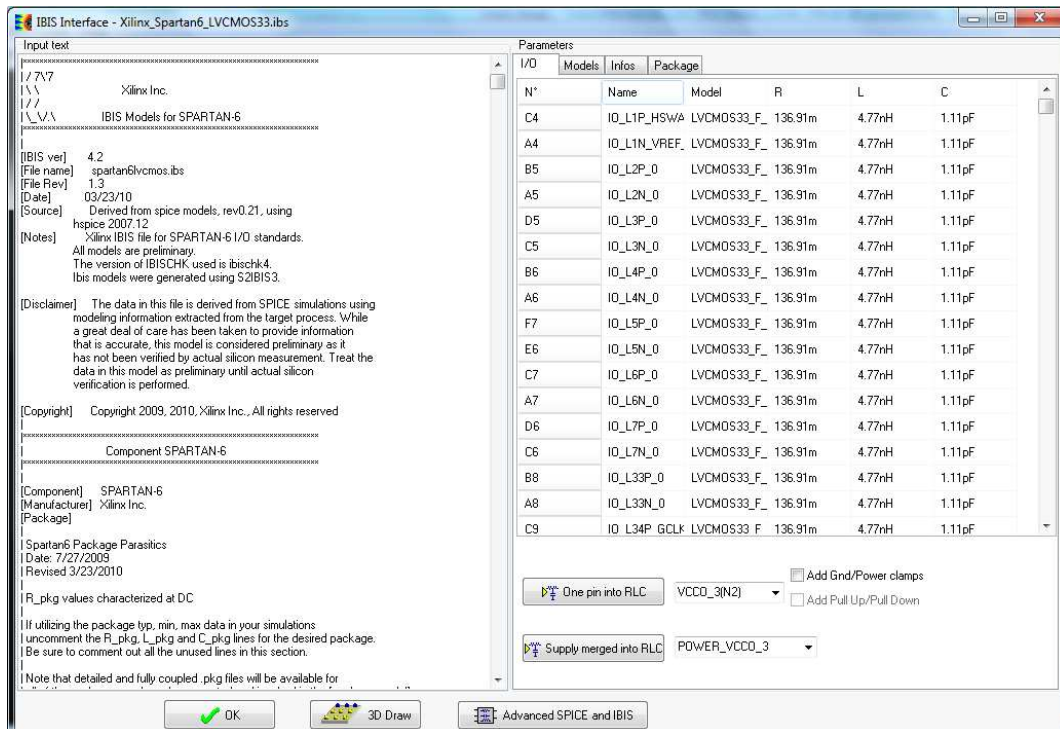 IBIS Interface - Xilinx_Spartan6_LVCMOS33.ibs
Input text
|/ 7\'7
|\ \ Xilinx Inc.
|/ /
|\_\/.\ IBIS Models for SPARTAN-6
|
[IBIS ver] 4.2
[File name] spartan6lvcmos.ibs
[File Rev] 1.3
[Date] 03/23/10
[Source] Derived from spice models, rev0.21, using
hspice 2007.12
[Notes] Xilinx IBIS file for SPARTAN-6 I/O standards.
All models are preliminary.
The version of IBISCHK used is ibischk4.
Ibis models were generated using S2IBIS3.
[Disclaimer] The data in this file is derived from SPICE simulations using
modeling information extracted from the target process. While
a great deal of care has been taken to provide information
that is accurate, this model is considered preliminary as it
has not been verified by actual silicon measurement. Treat the
data in this model as preliminary until actual silicon
verification is performed.
[Copyright] Copyright 2009, 2010, Xilinx Inc., All rights reserved
|
| Component SPARTAN-6
|
[Component] SPARTAN-6
[Manufacturer] Xilinx Inc.
[Package]
|
| Spartan6 Package Parasitics
| Date: 7/27/2009
| Revised 3/23/2010
|
| R_pkg values characterized at DC
|
| If utilizing the package typ, min, max data in your simulations
| uncomment the R_pkg, L_pkg and C_pkg lines for the desired package.
| Be sure to comment out all the unused lines in this section.
|
| Note that detailed and fully coupled .pkg files will be available for
Parameters
I/O Models Infos Package
N° Name Model R L C
C4 IO_L1P_HSWA LVCMOS33_F_ 136.91m 4.77nH 1.11pF
A4 IO_L1N_VREF_ LVCMOS33_F_ 136.91m 4.77nH 1.11pF
B5 IO_L2P_0 LVCMOS33_F_ 136.91m 4.77nH 1.11pF
A5 IO_L2N_0 LVCMOS33_F_ 136.91m 4.77nH 1.11pF
D5 IO_L3P_0 LVCMOS33_F_ 136.91m 4.77nH 1.11pF
C5 IO_L3N_0 LVCMOS33_F_ 136.91m 4.77nH 1.11pF
B6 IO_L4P_0 LVCMOS33_F_ 136.91m 4.77nH 1.11pF
A6 IO_L4N_0 LVCMOS33_F_ 136.91m 4.77nH 1.11pF
F7 IO_L5P_0 LVCMOS33_F_ 136.91m 4.77nH 1.11pF
E6 IO_L5N_0 LVCMOS33_F_ 136.91m 4.77nH 1.11pF
C7 IO_L6P_0 LVCMOS33_F_ 136.91m 4.77nH 1.11pF
A7 IO_L6N_0 LVCMOS33_F_ 136.91m 4.77nH 1.11pF
D6 IO_L7P_0 LVCMOS33_F_ 136.91m 4.77nH 1.11pF
C6 IO_L7N_0 LVCMOS33_F_ 136.91m 4.77nH 1.11pF
B8 IO_L33P_0 LVCMOS33_F_ 136.91m 4.77nH 1.11pF
A8 IO_L33N_0 LVCMOS33_F_ 136.91m 4.77nH 1.11pF
C9 IO_L34P_GCLK LVCMOS33_F_ 136.91m 4.77nH 1.11pF
One pin into RLC VCCO_3(N2) Add Gnd/Power clamps
Add Pull Up/Pull Down
Supply merged into RLC POWER_VCCO_3
OK 3D Draw Advanced SPICE and IBIS